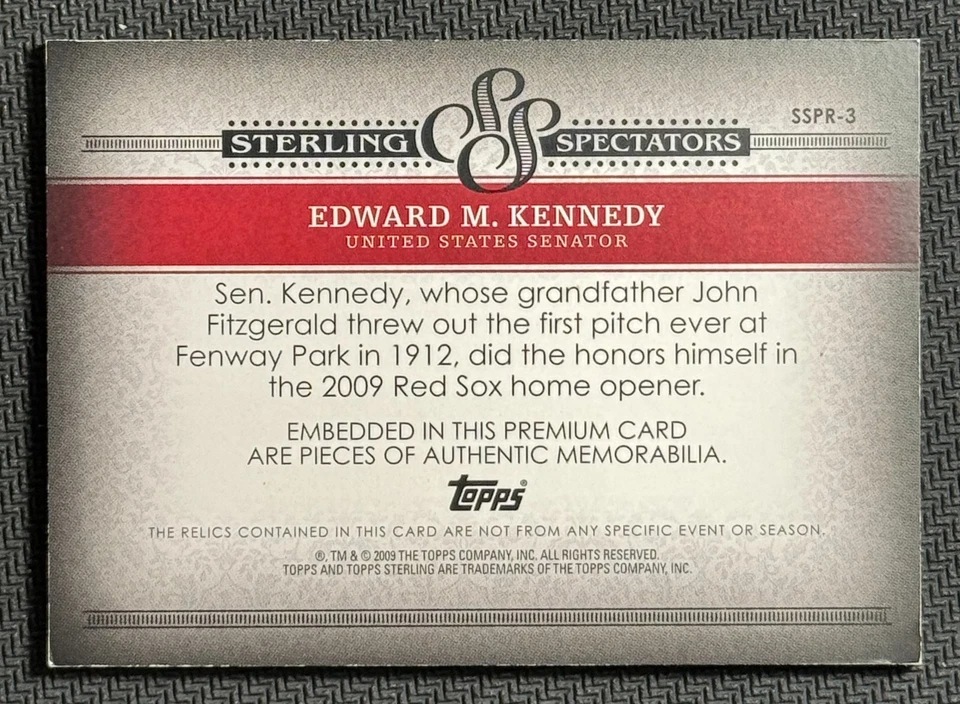 SSPR-3
STERLING SSS SPECTATORS
EDWARD M. KENNEDY
UNITED STATES SENATOR
Sen. Kennedy, whose grandfather John
Fitzgerald threw out the first pitch ever at
Fenway Park in 1912, did the honors himself in
the 2009 Red Sox home opener.
EMBEDDED IN THIS PREMIUM CARD
ARE PIECES OF AUTHENTIC MEMORABILIA.
topps®
THE RELICS CONTAINED IN THIS CARD ARE NOT FROM ANY SPECIFIC EVENT OR SEASON.
®, TM & © 2009 THE TOPPS COMPANY, INC. ALL RIGHTS RESERVED.
TOPPS AND TOPPS STERLING ARE TRADEMARKS OF THE TOPPS COMPANY, INC.